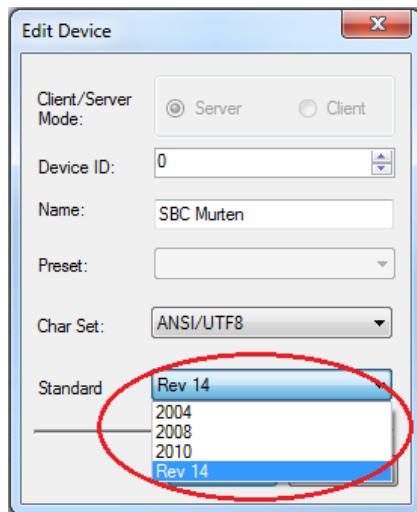 Edit Device
Client/Server
Mode:
Server
Client
Device ID:
0
Name:
SBC Murten
Preset:
Char Set:
ANSI/UTF8
Standard
Rev 14
2004
2008
2010
Rev 14